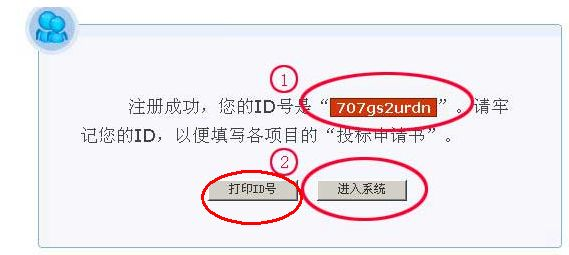 ①
注册成功，您的ID号是“707gs2urdn”。请牢
记您的ID，以便填写各项目的“投标申请书”。
②
打印ID号 进入系统